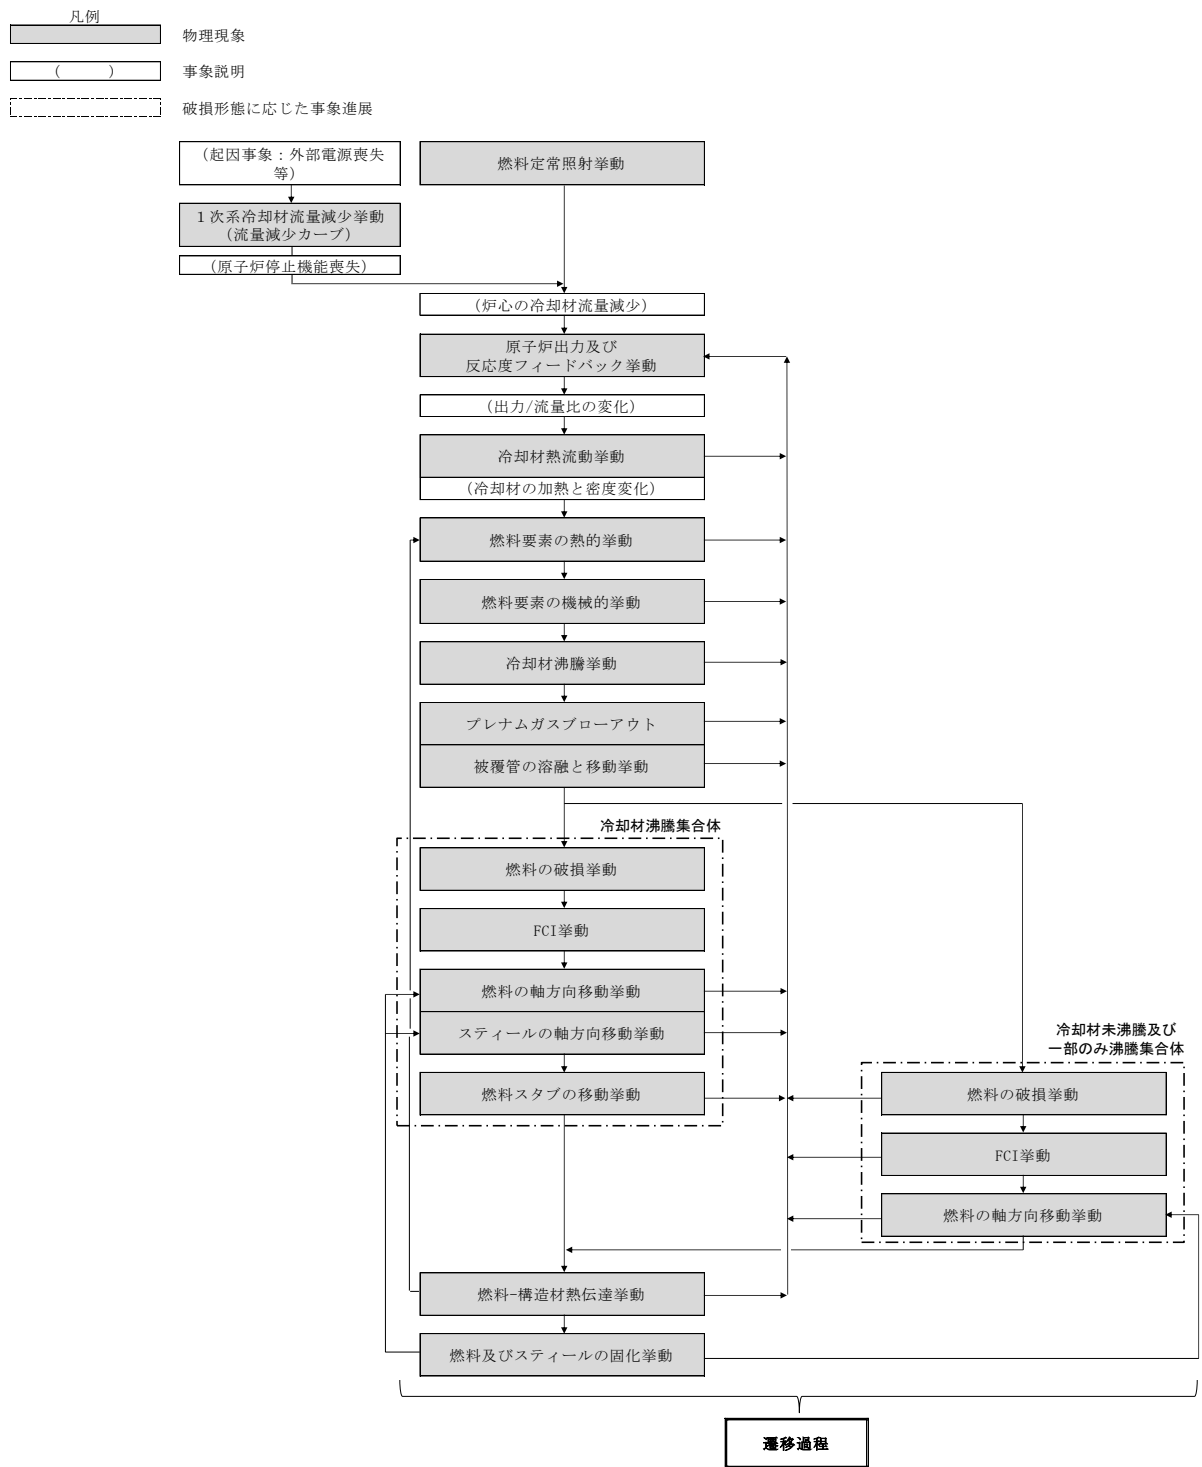 凡例
物理現象
（　　　）
事象説明
破損形態に応じた事象進展
（起因事象：外部電源喪失
等）
燃料定常照射挙動
１次系冷却材流量減少挙動
（流量減少カーブ）
（原子炉停止機能喪失）
（炉心の冷却材流量減少）
原子炉出力及び
反応度フィードバック挙動
（出力/流量比の変化）
冷却材熱流動挙動
（冷却材の加熱と密度変化）
燃料要素の熱的挙動
燃料要素の機械的挙動
冷却材沸騰挙動
プレナムガスブローアウト
被覆管の溶融と移動挙動
冷却材沸騰集合体
燃料の破損挙動
FCI挙動
燃料の軸方向移動挙動
スティールの軸方向移動挙動
燃料スタブの移動挙動
冷却材未沸騰及び
一部のみ沸騰集合体
燃料の破損挙動
FCI挙動
燃料の軸方向移動挙動
燃料-構造材熱伝達挙動
燃料及びスティールの固化挙動
遷移過程